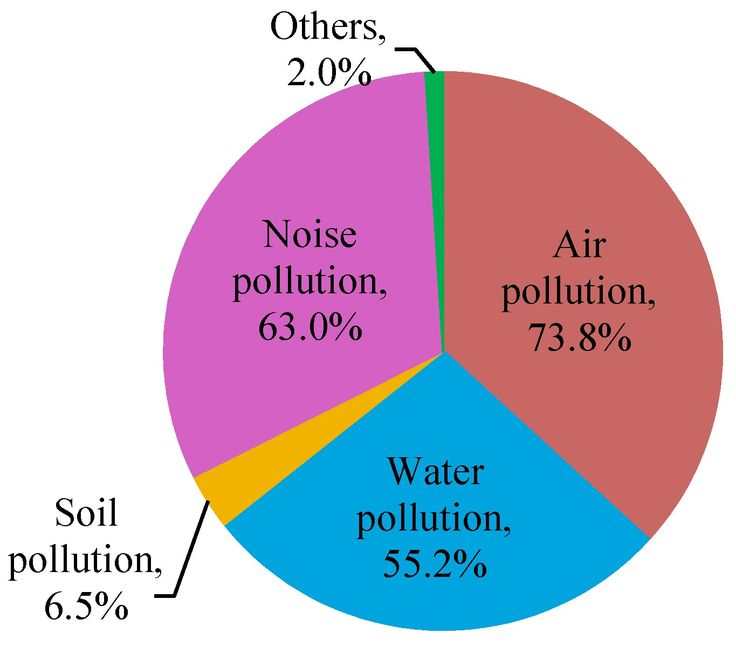 Others,
2.0%
Noise
pollution,
63.0%
Air
pollution,
73.8%
Water
pollution,
55.2%
Soil
pollution,
6.5%